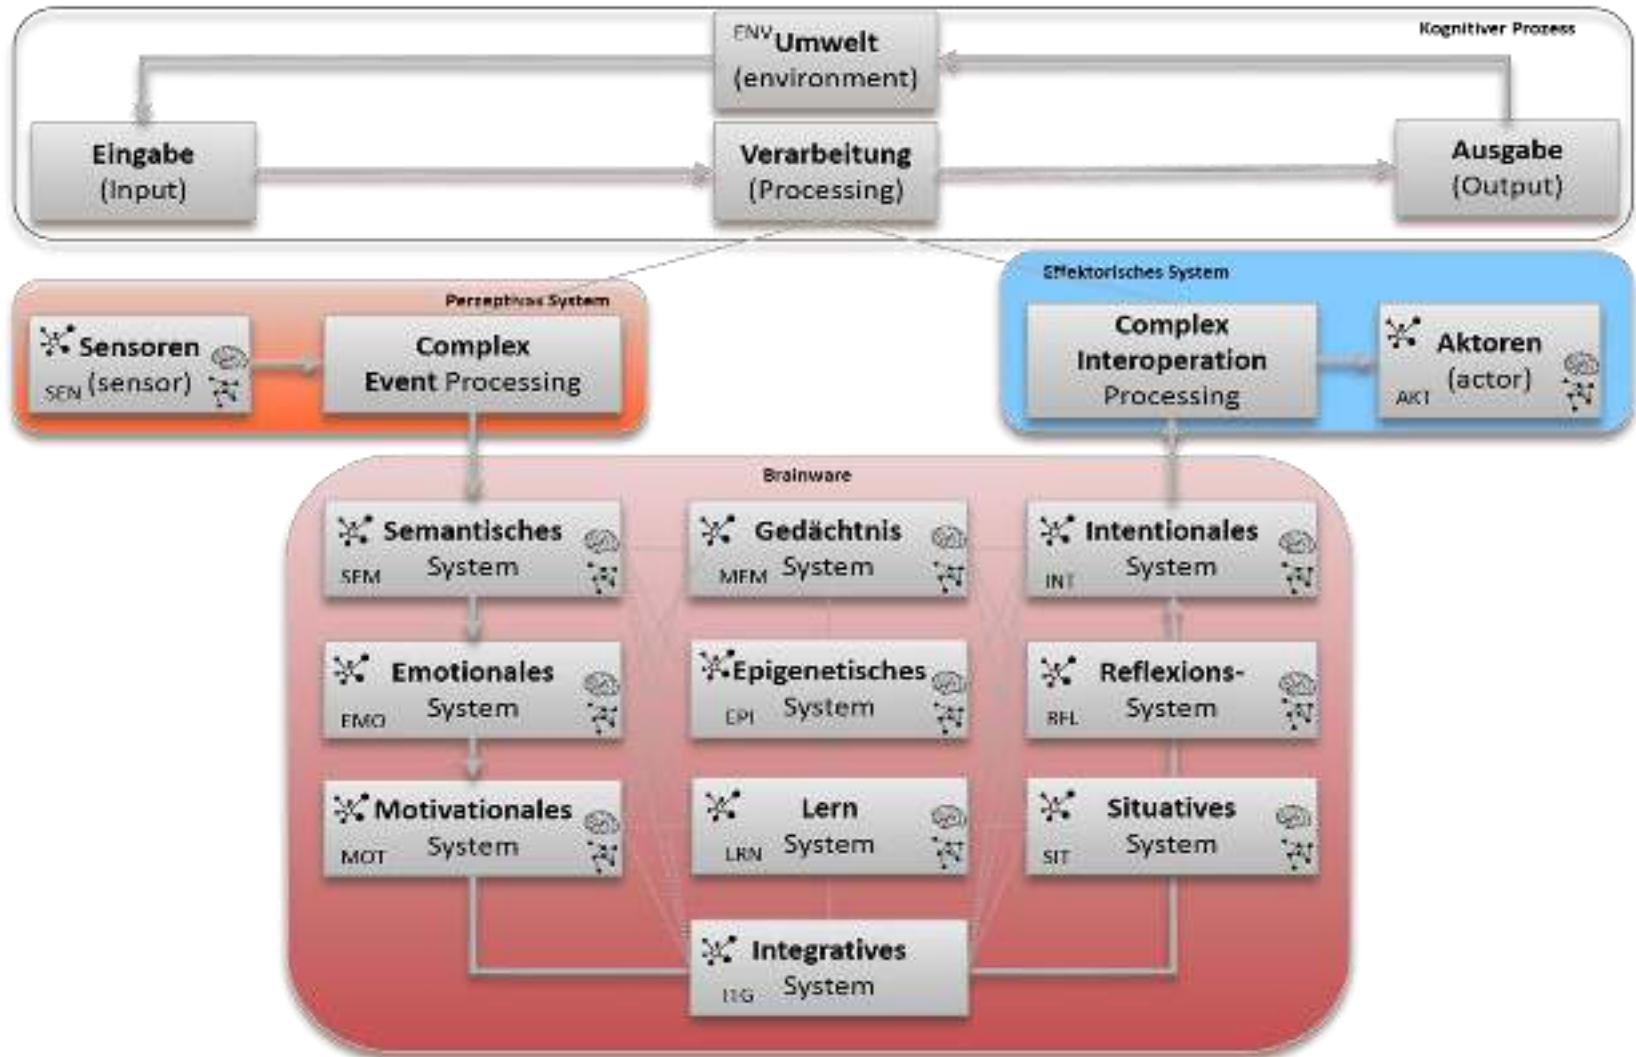 Kognitiver Prozess
ENV Umwelt
(environment)
Eingabe
(Input)
Verarbeitung
(Processing)
Ausgabe
(Output)
Perzeptives System
Sensoren
(sensor)
SEN
Complex
Event Processing
Effektorisches System
Complex
Interoperation
Processing
Aktoren
(actor)
AKT
Brainware
Semantisches
System
SEM
Gedächtnis
System
MEM
Intentionales
System
INT
Emotionales
System
EMO
Epigenetisches
System
EPI
Reflexions-
System
RFL
Motivationales
System
MOT
Lern
System
LRN
Situatives
System
SIT
Integratives
System